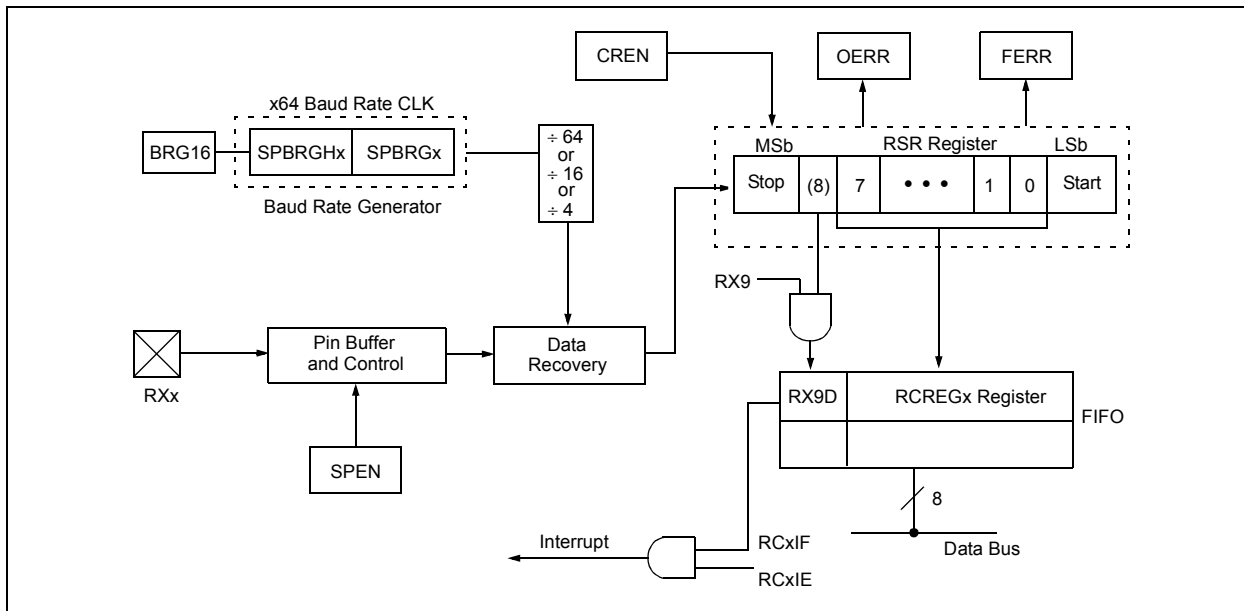 CREN
OERR
FERR
x64 Baud Rate CLK
BRG16
SPBRGHx
SPBRGx
Baud Rate Generator
÷ 64
or
÷ 16
or
÷ 4
MSb
RSR Register
LSb
Stop
(8)
7
• • •
1
0
Start
RX9
RXx
Pin Buffer
and Control
Data
Recovery
SPEN
RX9D
RCREGx Register
FIFO
8
Data Bus
Interrupt
RCxIF
RCxIE